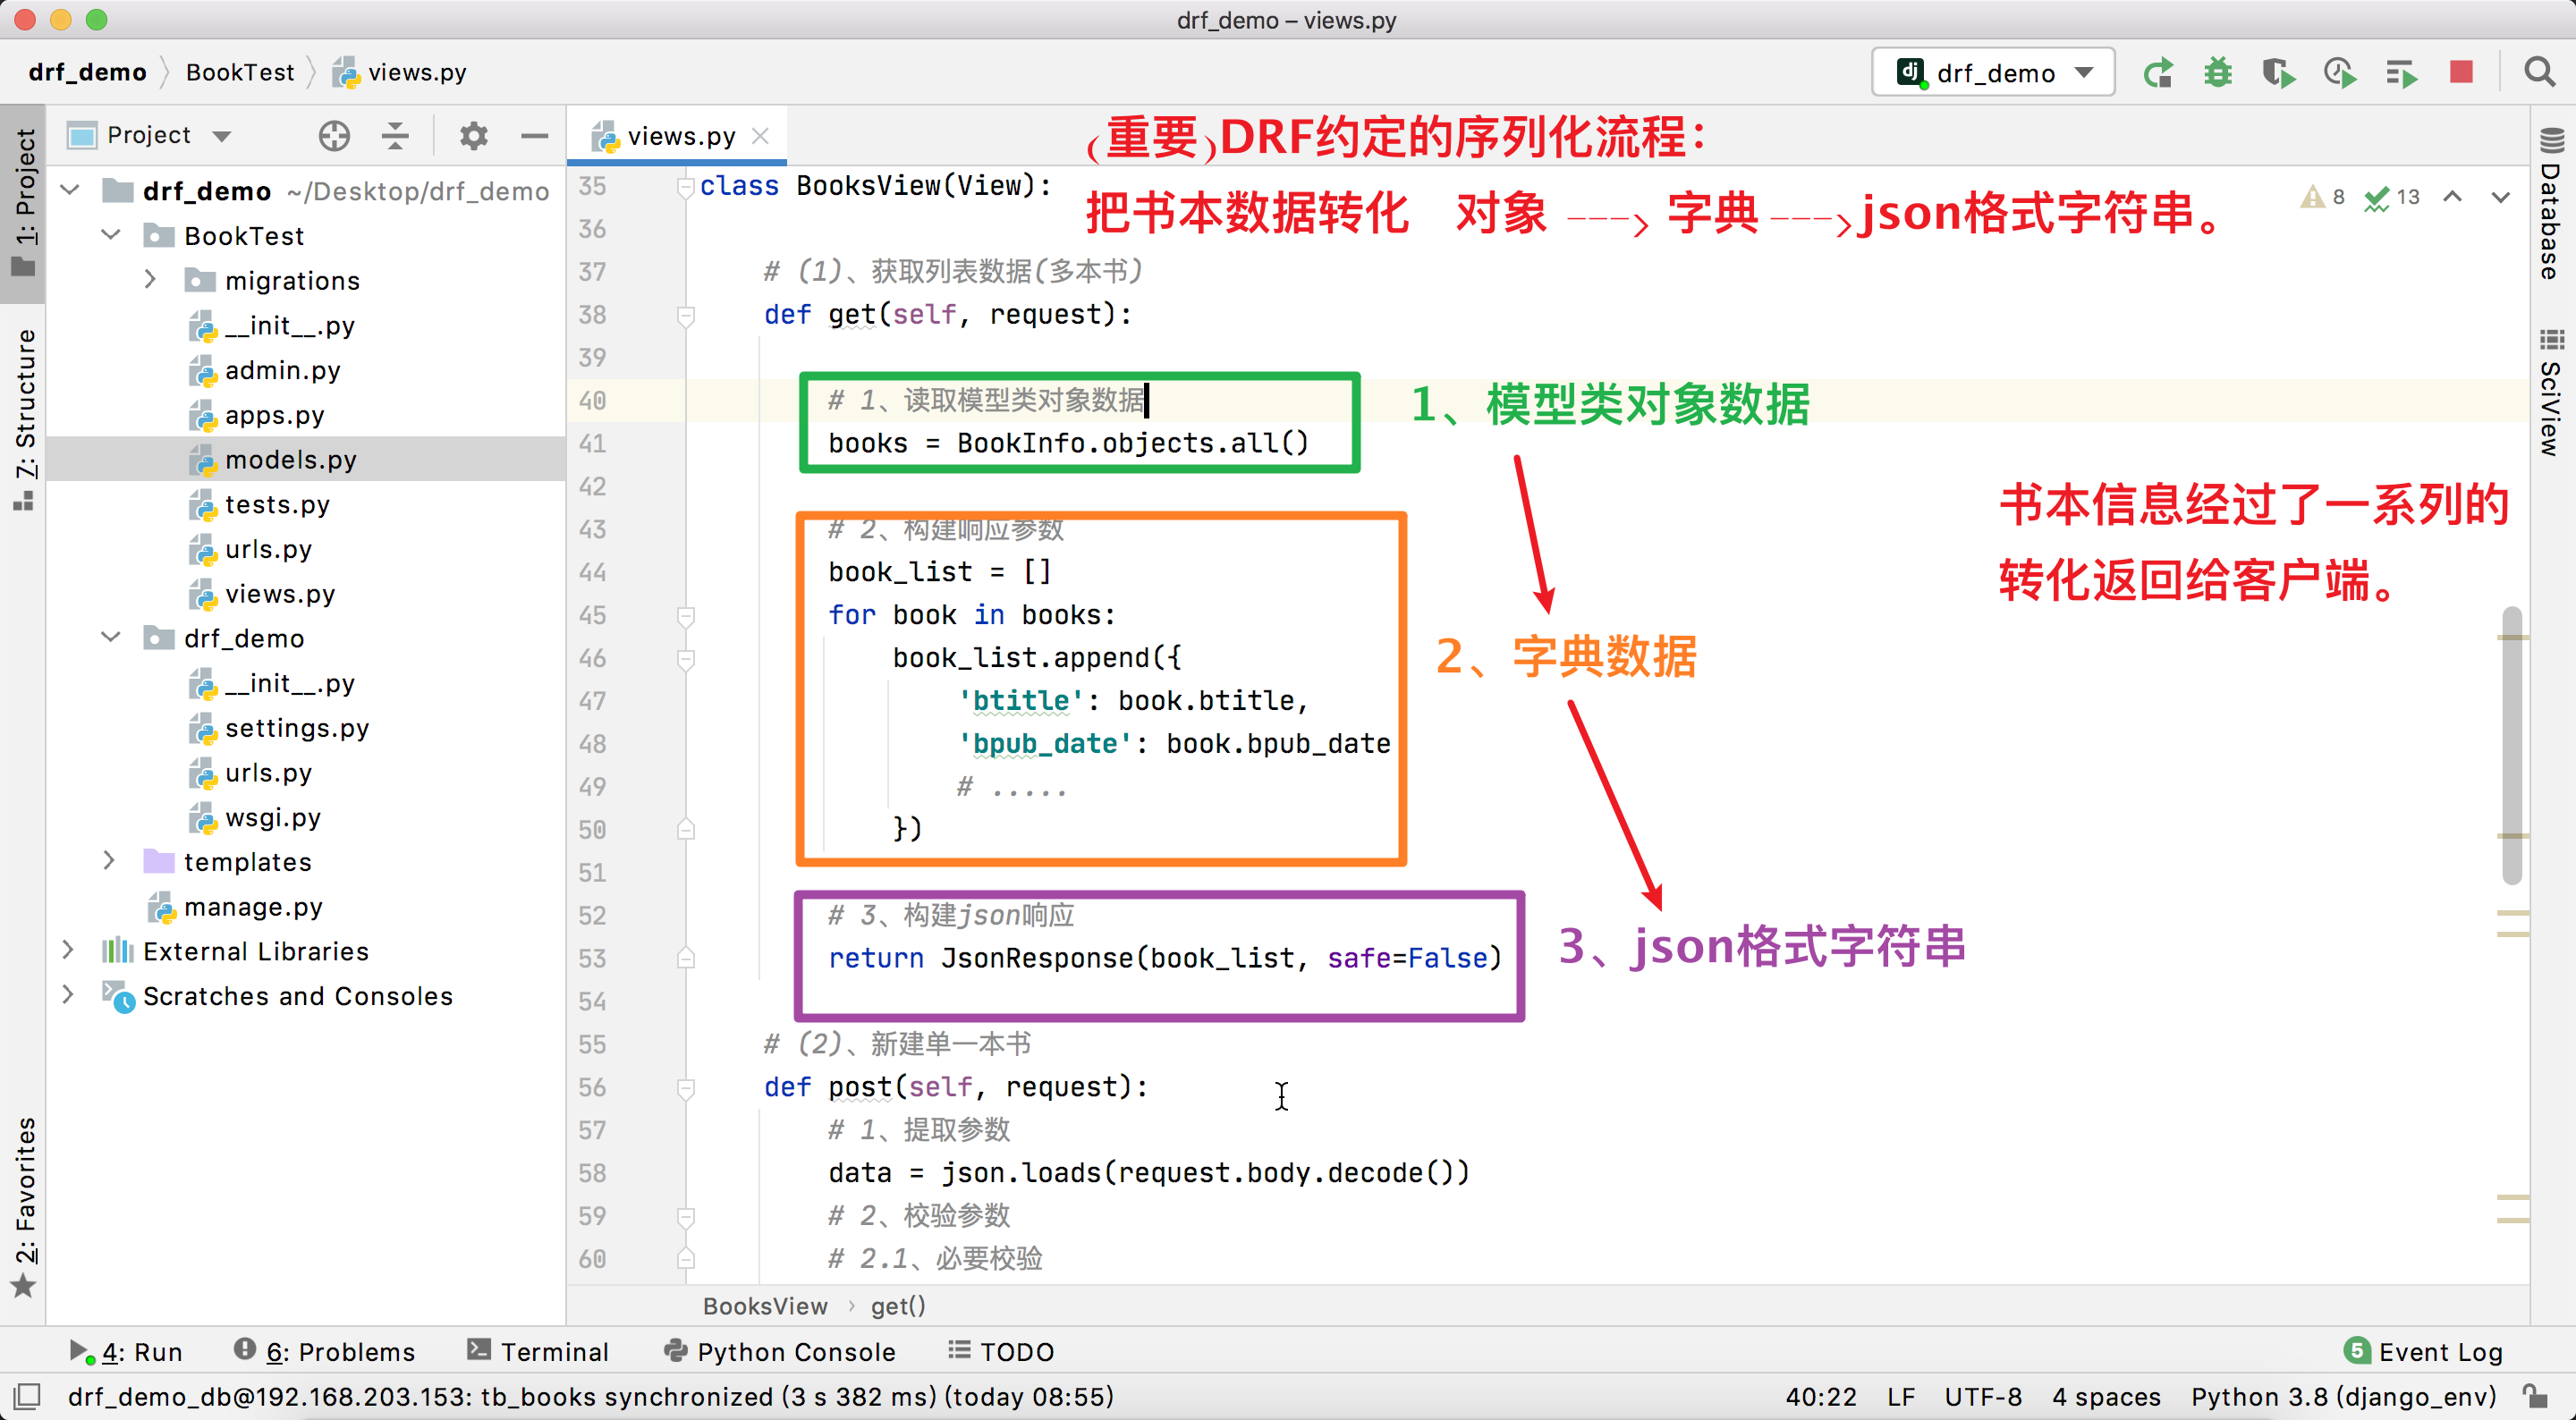 drf_demo – views.py
drf_demo BookTest views.py
drf_demo
1: Project
7: Structure
2: Favorites
Project
drf_demo ~/Desktop/drf_demo
BookTest
migrations
__init__.py
admin.py
apps.py
models.py
tests.py
urls.py
views.py
drf_demo
__init__.py
settings.py
urls.py
wsgi.py
templates
manage.py
External Libraries
Scratches and Consoles
views.py
(重要)DRF约定的序列化流程：
把书本数据转化 对象 ---> 字典 --->json格式字符串。
8 13
35 class BooksView(View):
36
37 # (1)、获取列表数据(多本书)
38 def get(self, request):
39
40 # 1、读取模型类对象数据
41 books = BookInfo.objects.all()
42
43 # 2、构建响应参数
44 book_list = []
45 for book in books:
46 book_list.append({
47 'btitle': book.btitle,
48 'bpub_date': book.bpub_date
49 # .....
50 })
51
52 # 3、构建json响应
53 return JsonResponse(book_list, safe=False)
54
55 # (2)、新建单一本书
56 def post(self, request):
57 # 1、提取参数
58 data = json.loads(request.body.decode())
59 # 2、校验参数
60 # 2.1、必要校验
1、模型类对象数据
2、字典数据
3、json格式字符串
书本信息经过了一系列的
转化返回给客户端。
Database
SciView
BooksView › get()
4: Run 6: Problems Terminal Python Console TODO 5 Event Log
drf_demo_db@192.168.203.153: tb_books synchronized (3 s 382 ms) (today 08:55) 40:22 LF UTF-8 4 spaces Python 3.8 (django_env)